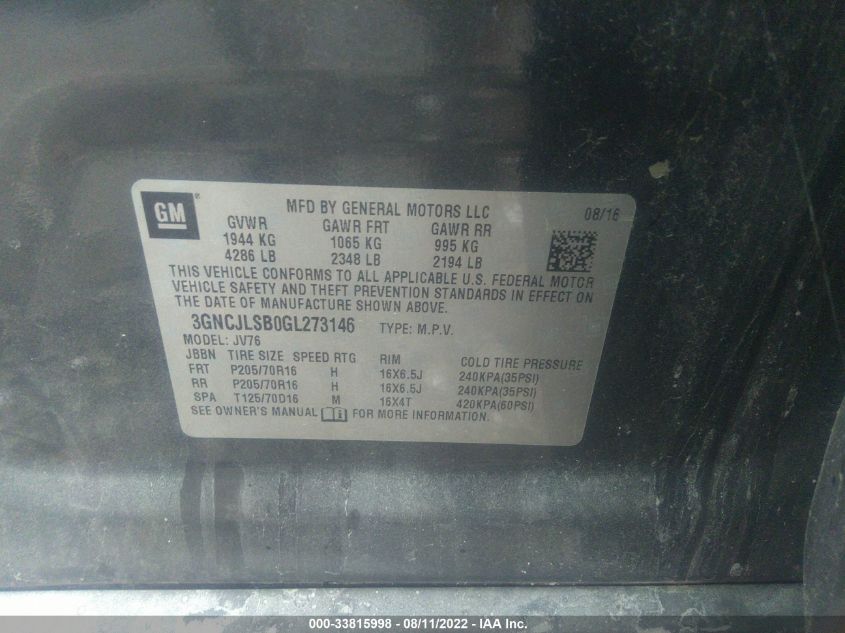 GM ®
MFD BY GENERAL MOTORS LLC 08/16
GVWR GAWR FRT GAWR RR
1944 KG 1065 KG 995 KG
4286 LB 2348 LB 2194 LB
THIS VEHICLE CONFORMS TO ALL APPLICABLE U.S. FEDERAL MOTOR
VEHICLE SAFETY AND THEFT PREVENTION STANDARDS IN EFFECT ON
THE DATE OF MANUFACTURE SHOWN ABOVE.
3GNCJLSB0GL273146 TYPE: M.P.V.
MODEL: JV76
JBBN TIRE SIZE SPEED RTG RIM COLD TIRE PRESSURE
FRT P205/70R16 H 16X6.5J 240KPA(35PSI)
RR P205/70R16 H 16X6.5J 240KPA(35PSI)
SPA T125/70D16 M 16X4T 420KPA(60PSI)
SEE OWNER'S MANUAL FOR MORE INFORMATION.
000-33815998 - 08/11/2022 - IAA Inc.